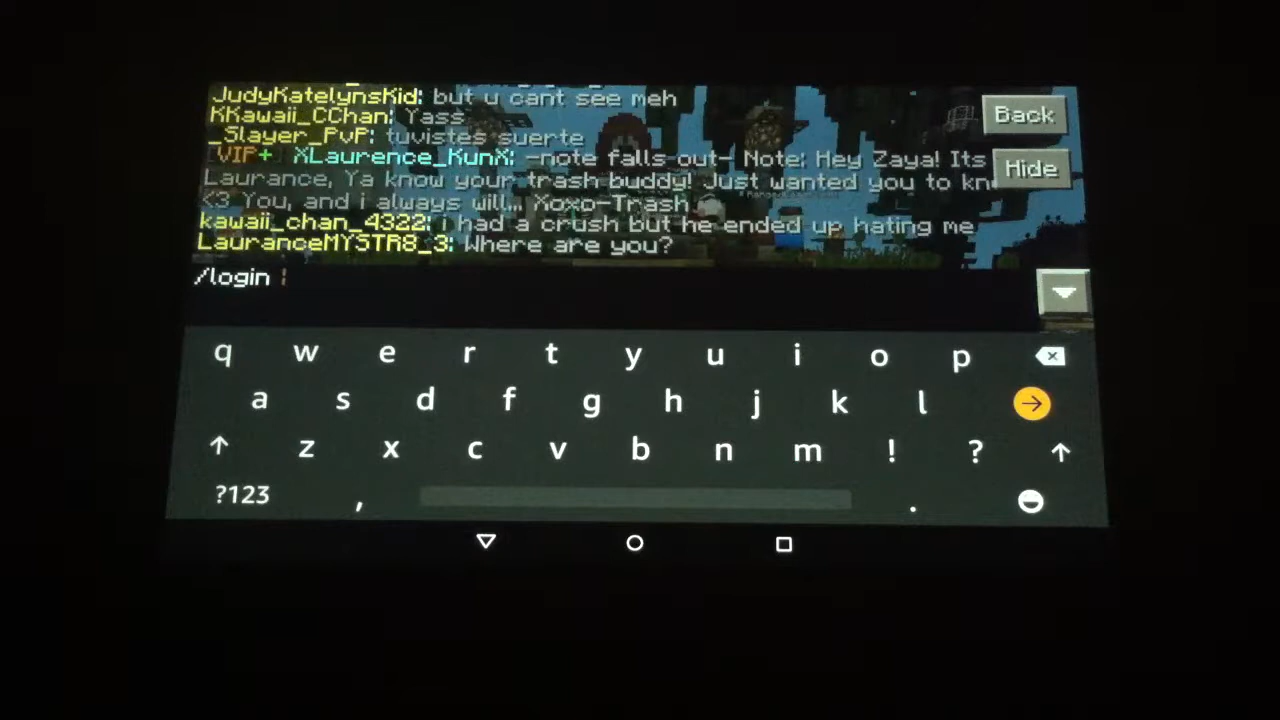 JudyKatelynsKid: but u cant see meh
KKawaii_CChan: Yass
_Slayer_PvP: tuvistes suerte
VIP+ XLaurence_KunX: -note falls out- Note: Hey Zaya! Its
Laurance, Ya know your trash buddy! Just wanted you to
<3 You, and i always will... Xoxo-Trash
kawaii_chan_4322: i had a crush but he ended up hating me
LauranceMYSTR8_3: Where are you?
Back
Hide
/login
q w e r t y u i o p
a s d f g h j k l
z x c v b n m ! ?
?123 , .